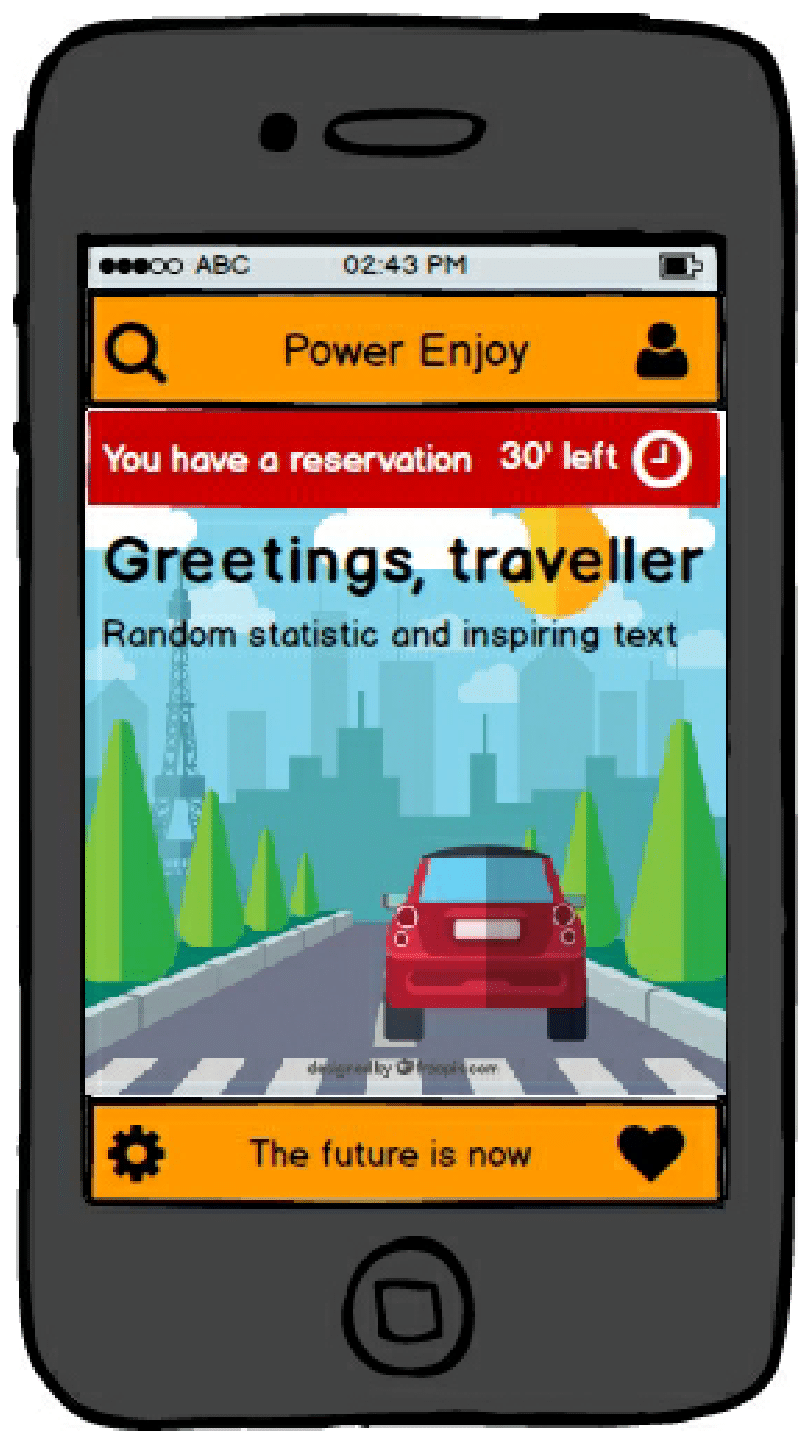 ABC 02:43 PM
Power Enjoy
You have a reservation 30' left
Greetings, traveller
Random statistic and inspiring text
designed by freepik.com
The future is now